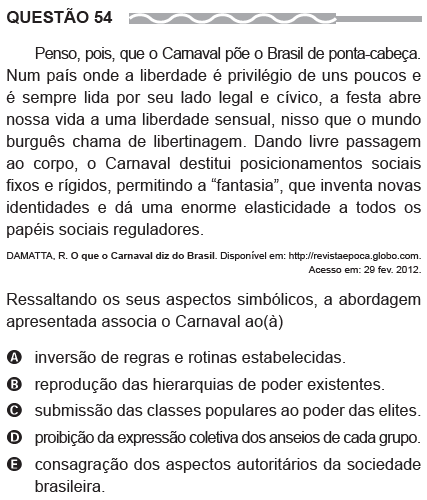 QUESTÃO 54
Penso, pois, que o Carnaval põe o Brasil de ponta-cabeça.
Num país onde a liberdade é privilégio de uns poucos e
é sempre lida por seu lado legal e cívico, a festa abre
nossa vida a uma liberdade sensual, nisso que o mundo
burguês chama de libertinagem. Dando livre passagem
ao corpo, o Carnaval destitui posicionamentos sociais
fixos e rígidos, permitindo a “fantasia”, que inventa novas
identidades e dá uma enorme elasticidade a todos os
papéis sociais reguladores.
DAMATTA, R. O que o Carnaval diz do Brasil. Disponível em: http://revistaepoca.globo.com.
Acesso em: 29 fev. 2012.
Ressaltando os seus aspectos simbólicos, a abordagem
apresentada associa o Carnaval ao(à)
A inversão de regras e rotinas estabelecidas.
B reprodução das hierarquias de poder existentes.
C submissão das classes populares ao poder das elites.
D proibição da expressão coletiva dos anseios de cada grupo.
E consagração dos aspectos autoritários da sociedade
brasileira.